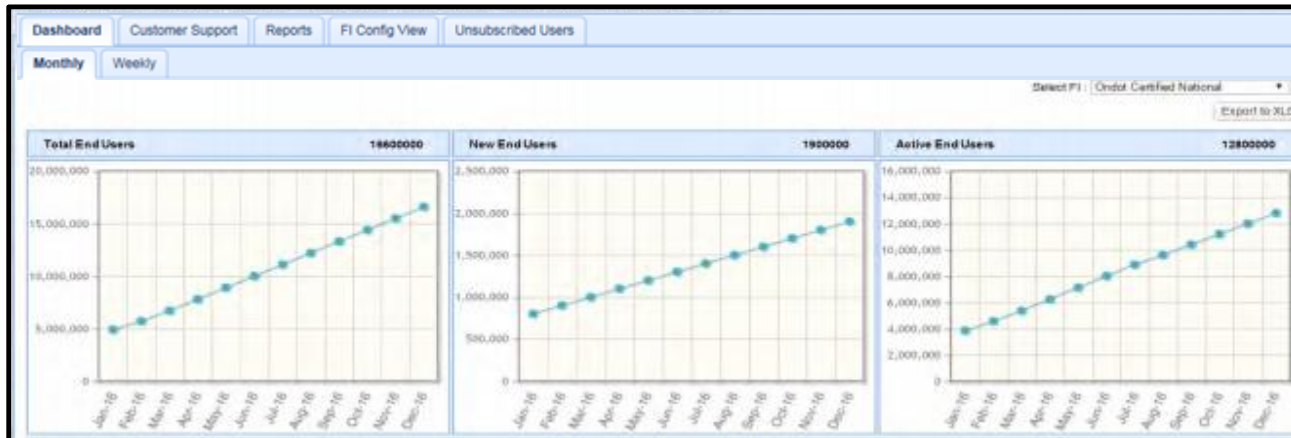 Dashboard Customer Support Reports FI Config View Unsubscribed Users
Monthly Weekly
Select FI : Ondot Certified National
Export to XLS
Total End Users 16600000
20,000,000
15,000,000
10,000,000
5,000,000
0
Jan-16 Feb-16 Mar-16 Apr-16 May-16 Jun-16 Jul-16 Aug-16 Sep-16 Oct-16 Nov-16 Dec-16
New End Users 1900000
2,500,000
2,000,000
1,500,000
1,000,000
500,000
0
Jan-16 Feb-16 Mar-16 Apr-16 May-16 Jun-16 Jul-16 Aug-16 Sep-16 Oct-16 Nov-16 Dec-16
Active End Users 12800000
16,000,000
14,000,000
12,000,000
10,000,000
8,000,000
6,000,000
4,000,000
2,000,000
0
Jan-16 Feb-16 Mar-16 Apr-16 May-16 Jun-16 Jul-16 Aug-16 Sep-16 Oct-16 Nov-16 Dec-16